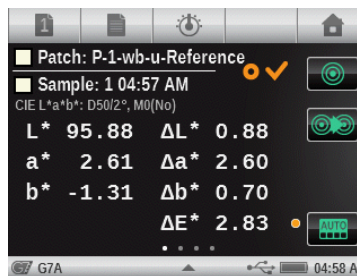 1
Patch: P-1-wb-u-Reference
Sample: 1 04:57 AM
CIE L*a*b*: D50/2°, M0(No)
L* 95.88 ΔL* 0.88
a* 2.61 Δa* 2.60
b* -1.31 Δb* 0.70
ΔE* 2.83
AUTO
G7 G7A
04:58 A